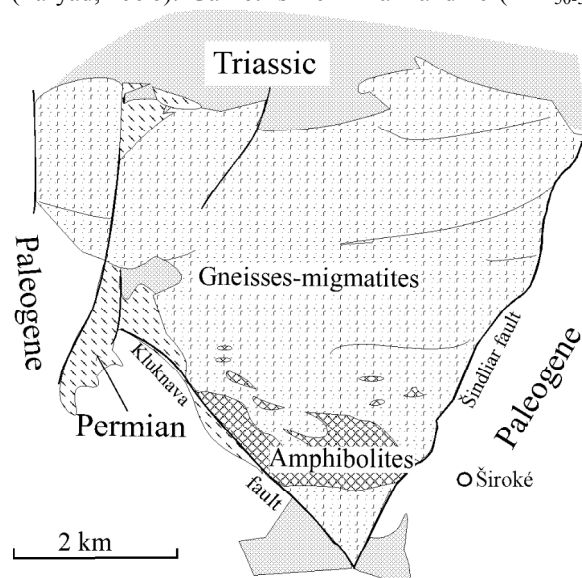 Triassic
Paleogene
Gneisses-migmatites
Kluknava
fault
Šindliar fault
Paleogene
Permian
Amphibolites
Široké
2 km